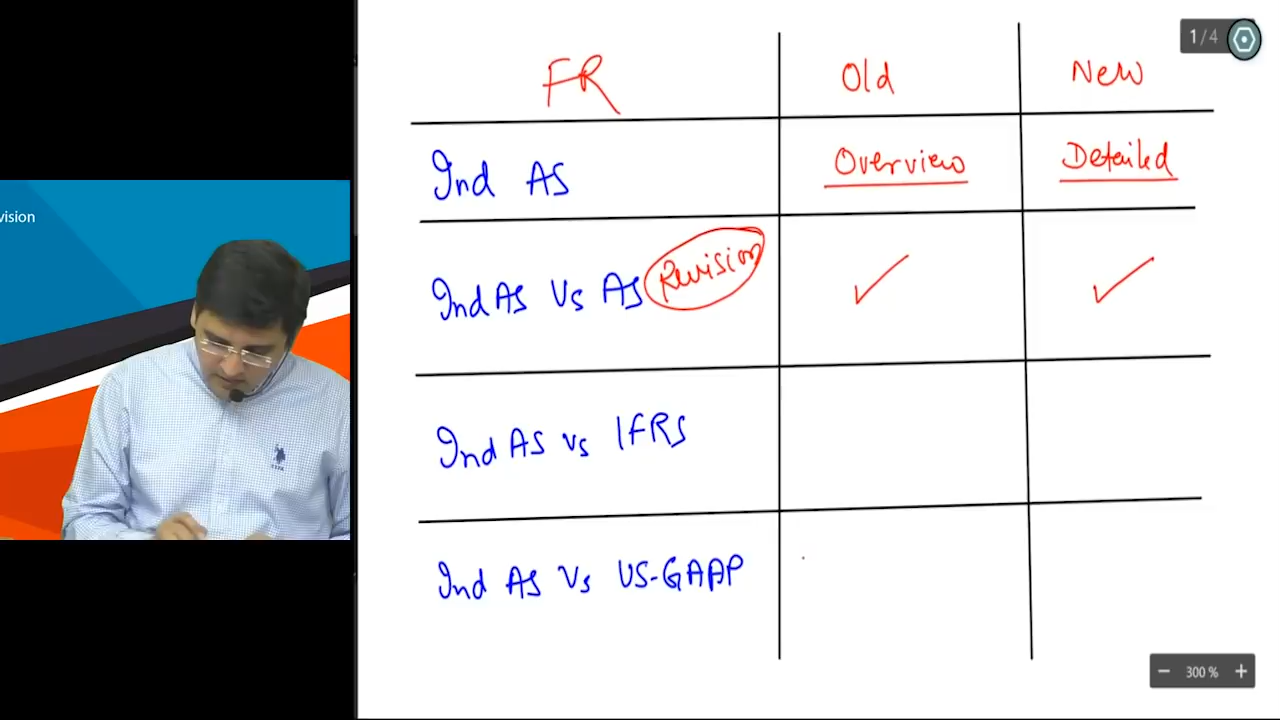 1 / 4
FR Old New
Ind AS Overview Detailed
vision
Ind AS Vs AS Revision
Ind AS vs IFRS
Ind AS Vs US-GAAP
300 %